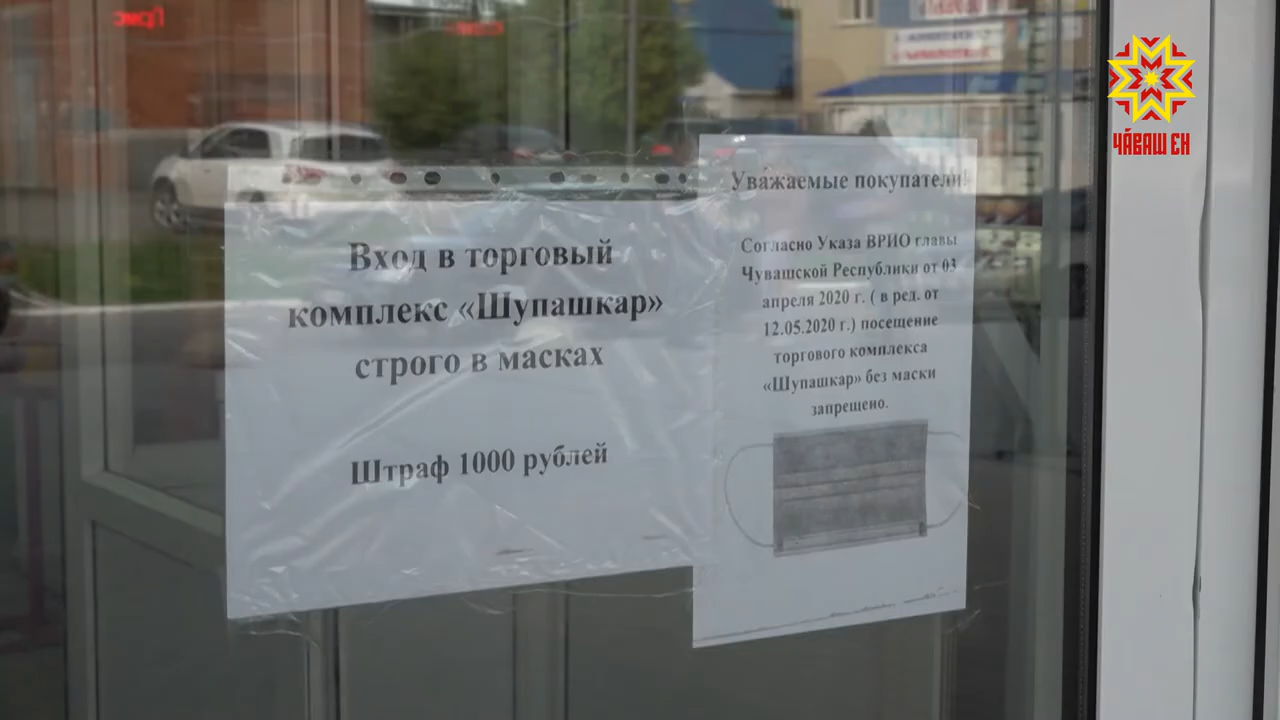 Вход в торговый
комплекс «Шупашкар»
строго в масках
Штраф 1000 рублей
Уважаемые покупатели!
Согласно Указа ВРИО главы
Чувашской Республики от 03
апреля 2020 г. ( в ред. от
12.05.2020 г.) посещение
торгового комплекса
«Шупашкар» без маски
запрещено.
ЧӐВАШ ЕН